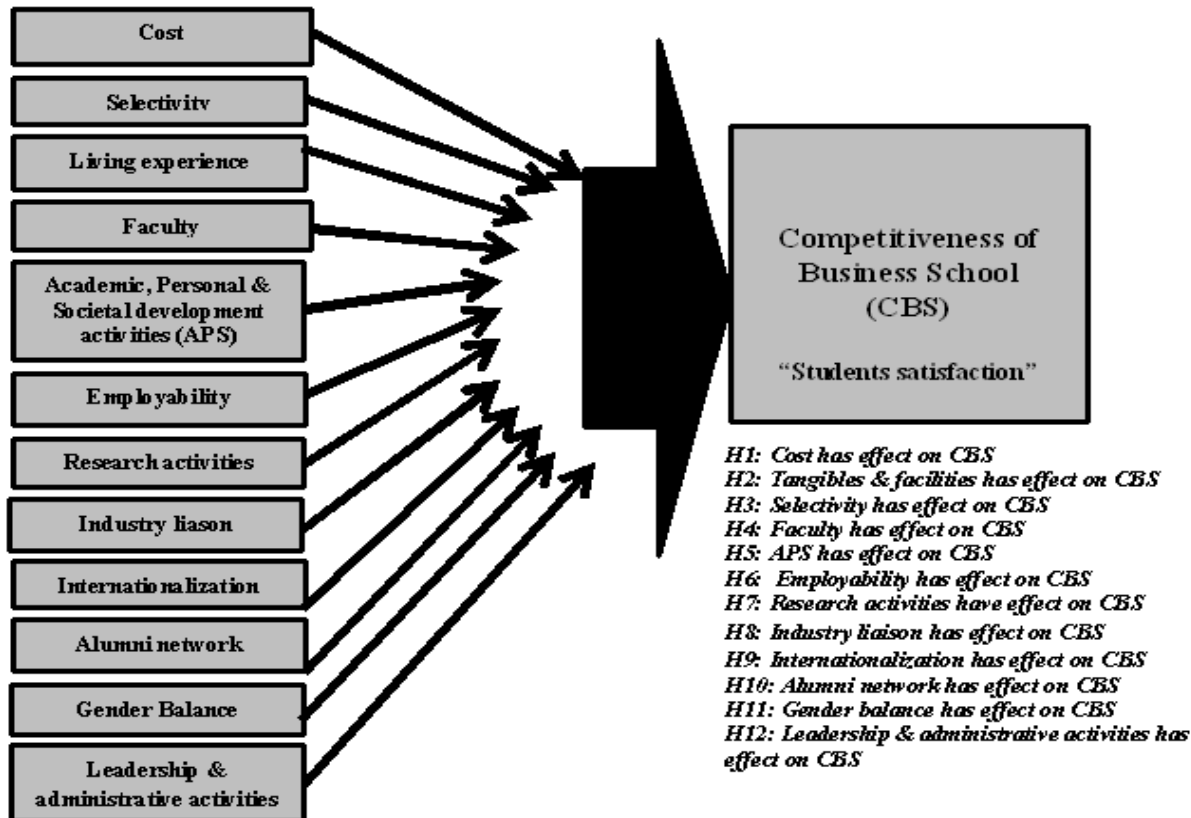 Cost
Selectivity
Living experience
Faculty
Academic, Personal &
Societal development
activities (APS)
Employability
Research activities
Industry liason
Internationalization
Alumni network
Gender Balance
Leadership &
administrative activities
Competitiveness of
Business School
(CBS)
“Students satisfaction”
H1: Cost has effect on CBS
H2: Tangibles & facilities has effect on CBS
H3: Selectivity has effect on CBS
H4: Faculty has effect on CBS
H5: APS has effect on CBS
H6: Employability has effect on CBS
H7: Research activities have effect on CBS
H8: Industry liaison has effect on CBS
H9: Internationalization has effect on CBS
H10: Alumni network has effect on CBS
H11: Gender balance has effect on CBS
H12: Leadership & administrative activities has
effect on CBS